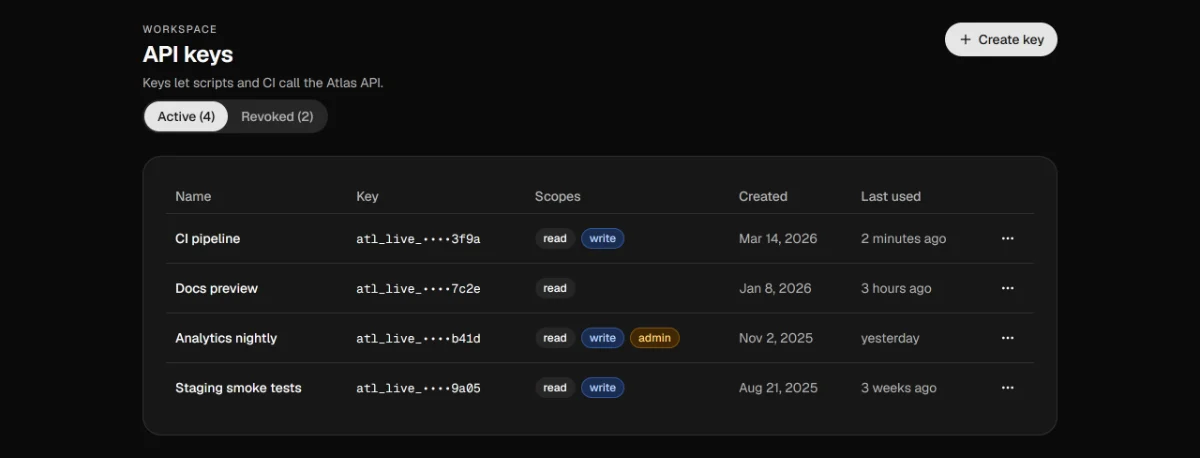 WORKSPACE
API keys
Keys let scripts and CI call the Atlas API.
+ Create key
Active (4) Revoked (2)
Name Key Scopes Created Last used
CI pipeline atl_live_••••3f9a read write Mar 14, 2026 2 minutes ago ···
Docs preview atl_live_••••7c2e read Jan 8, 2026 3 hours ago ···
Analytics nightly atl_live_••••b41d read write admin Nov 2, 2025 yesterday ···
Staging smoke tests atl_live_••••9a05 read write Aug 21, 2025 3 weeks ago ···